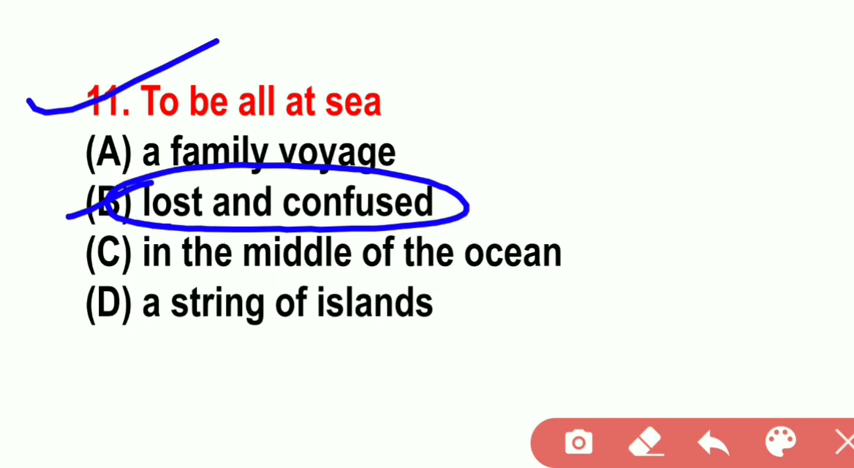 11. To be all at sea
(A) a family voyage
(B) lost and confused
(C) in the middle of the ocean
(D) a string of islands